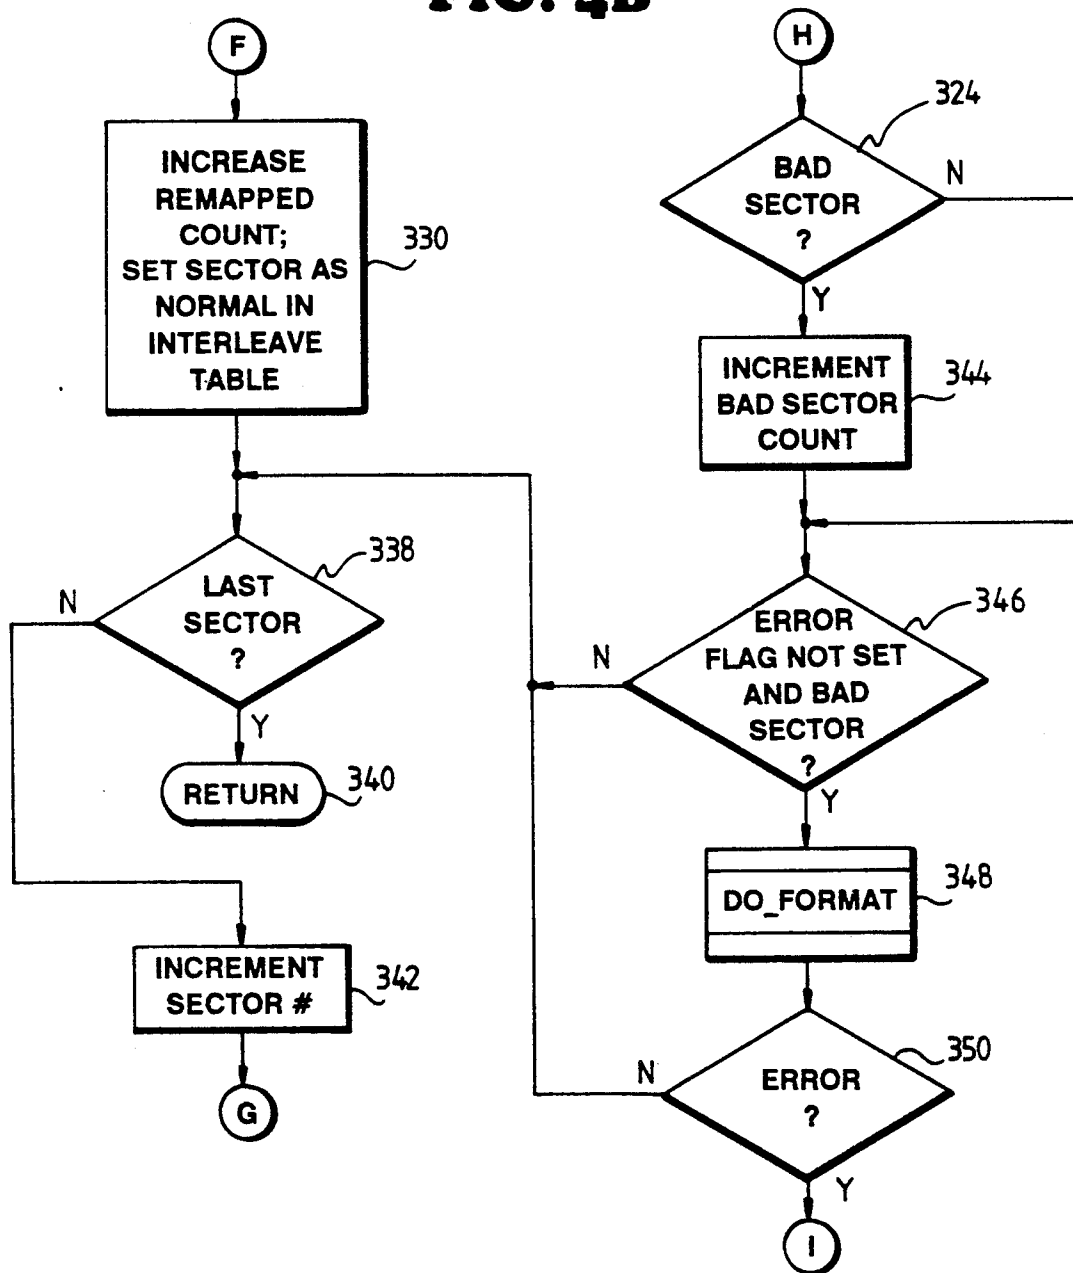 FIG. 4B
F
INCREASE
REMAPPED
COUNT;
SET SECTOR AS
NORMAL IN
INTERLEAVE
TABLE
330
LAST
SECTOR
?
338
N
Y
RETURN
340
INCREMENT
SECTOR #
342
G
H
BAD
SECTOR
?
324
N
Y
INCREMENT
BAD SECTOR
COUNT
344
ERROR
FLAG NOT SET
AND BAD
SECTOR
?
346
N
Y
DO_FORMAT
348
ERROR
?
350
N
Y
I